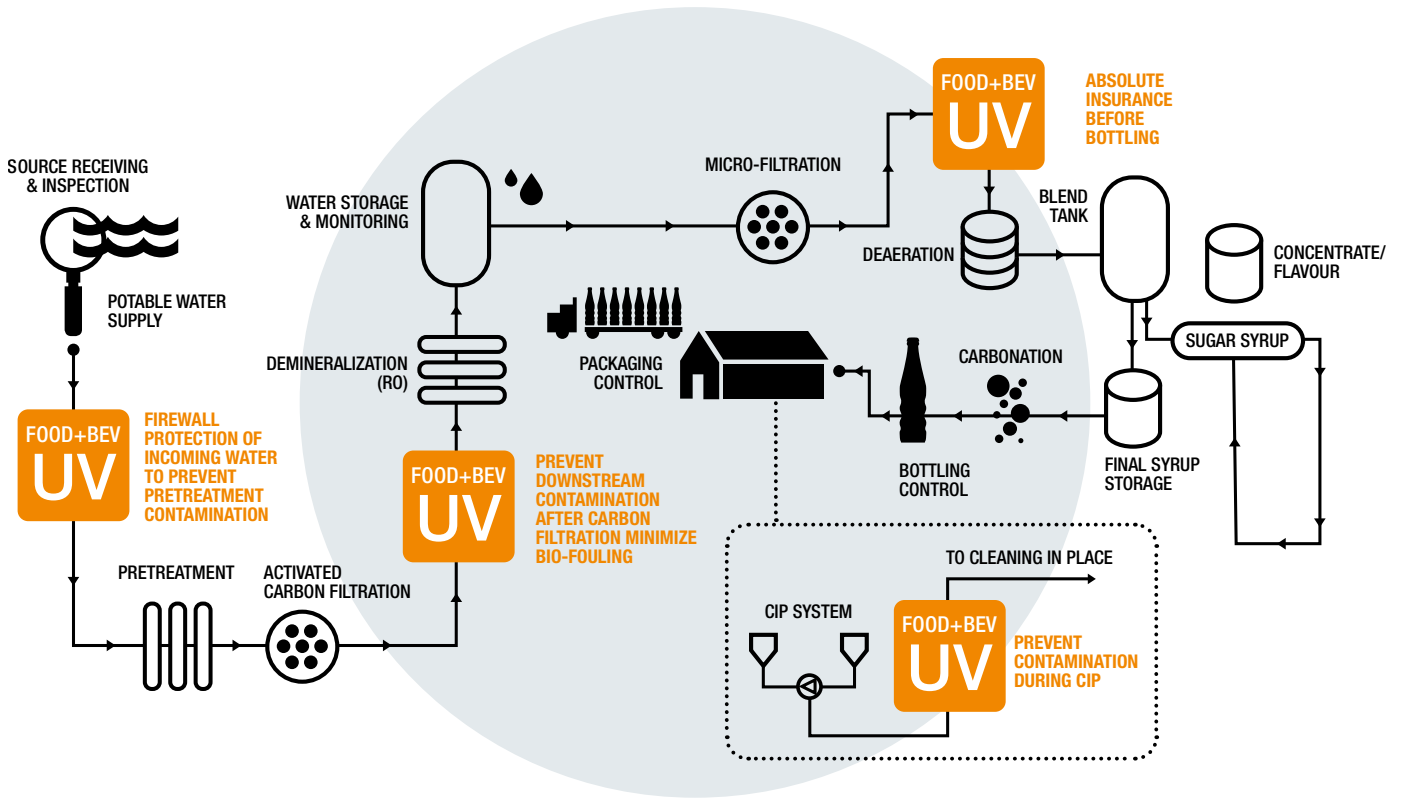 SOURCE RECEIVING
& INSPECTION
POTABLE WATER
SUPPLY
FOOD+BEV
UV
FIREWALL
PROTECTION OF
INCOMING WATER
TO PREVENT
PRETREATMENT
CONTAMINATION
PRETREATMENT
ACTIVATED
CARBON FILTRATION
FOOD+BEV
UV
PREVENT
DOWNSTREAM
CONTAMINATION
AFTER CARBON
FILTRATION MINIMIZE
BIO-FOULING
DEMINERALIZATION
(RO)
WATER STORAGE
& MONITORING
MICRO-FILTRATION
FOOD+BEV
UV
ABSOLUTE
INSURANCE
BEFORE
BOTTLING
DEAERATION
BLEND
TANK
CONCENTRATE/
FLAVOUR
SUGAR SYRUP
FINAL SYRUP
STORAGE
CARBONATION
BOTTLING
CONTROL
PACKAGING
CONTROL
TO CLEANING IN PLACE
CIP SYSTEM
FOOD+BEV
UV
PREVENT
CONTAMINATION
DURING CIP